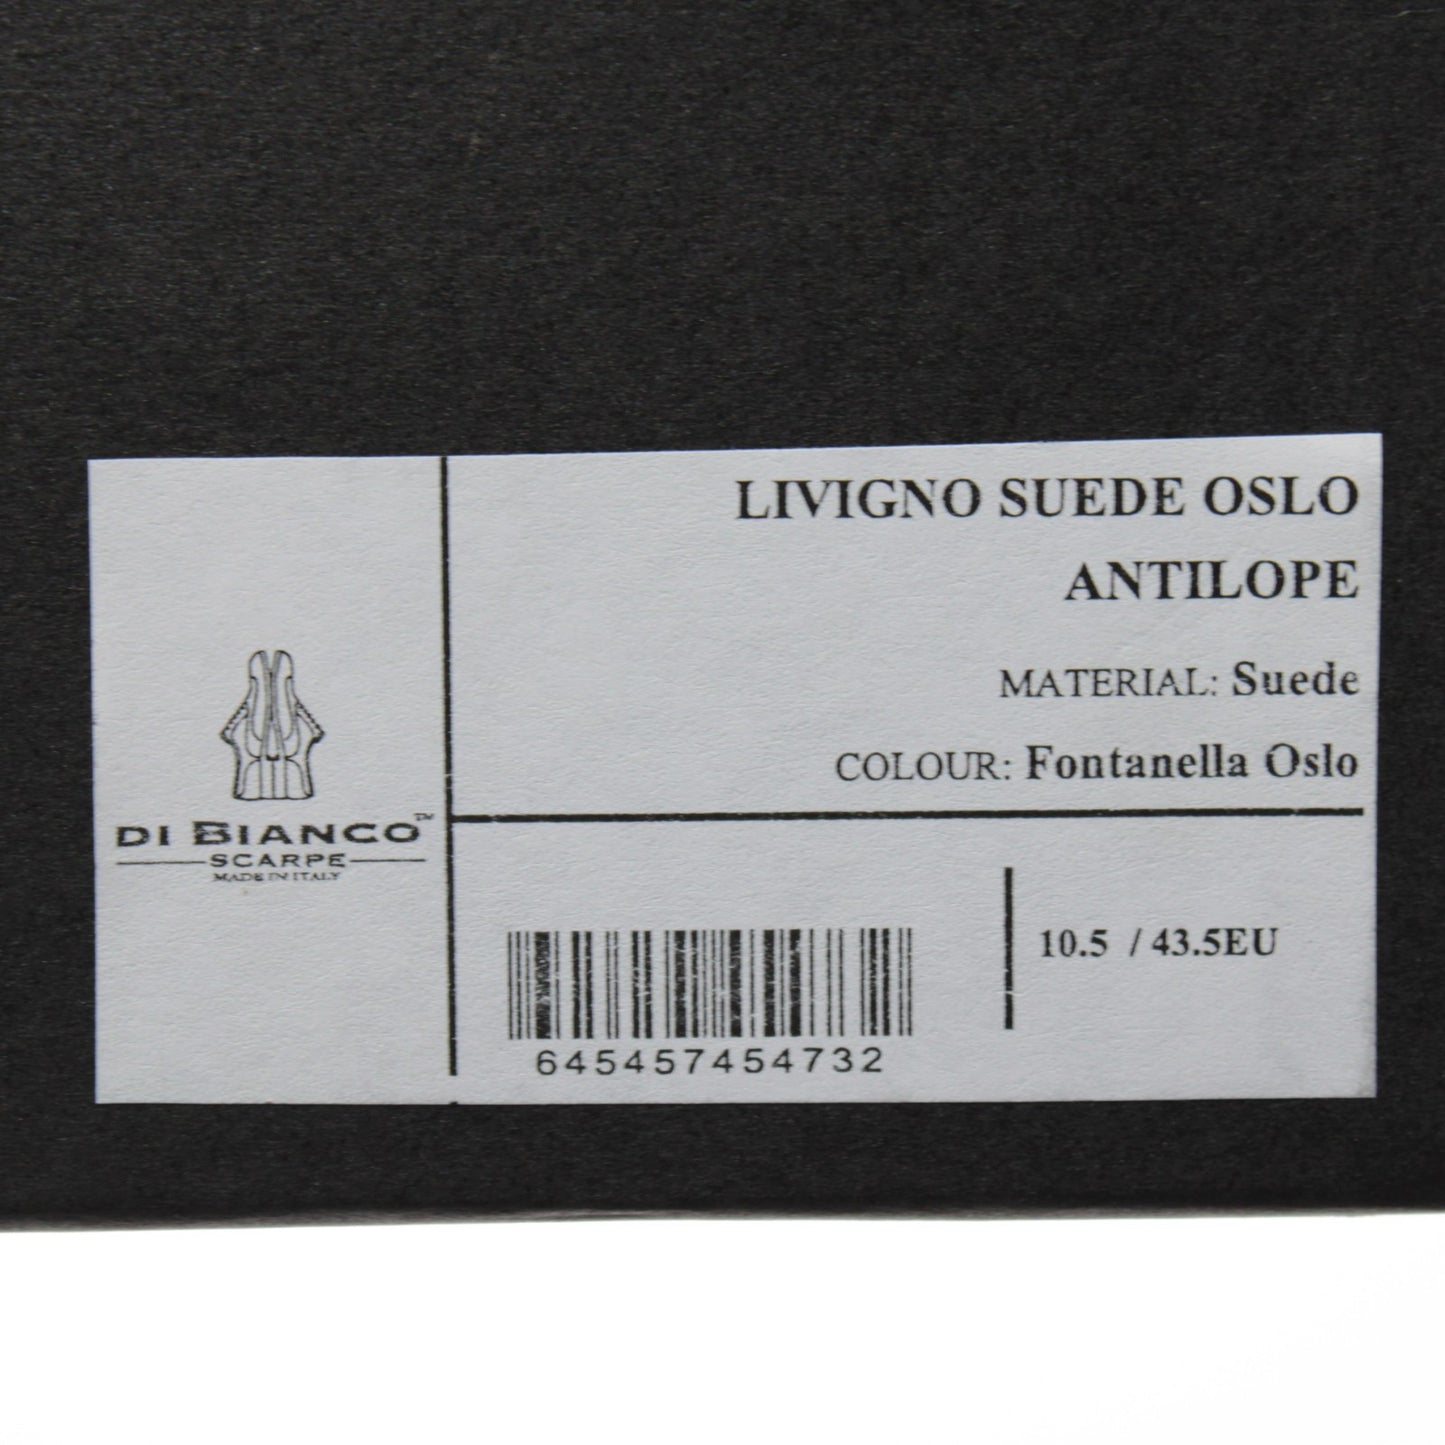 LIVIGNO SUEDE OSLO
ANTILOPE
MATERIAL: Suede
COLOUR: Fontanella Oslo
DI BIANCO™
SCARPE
MADE IN ITALY
10.5 / 43.5EU
645457454732